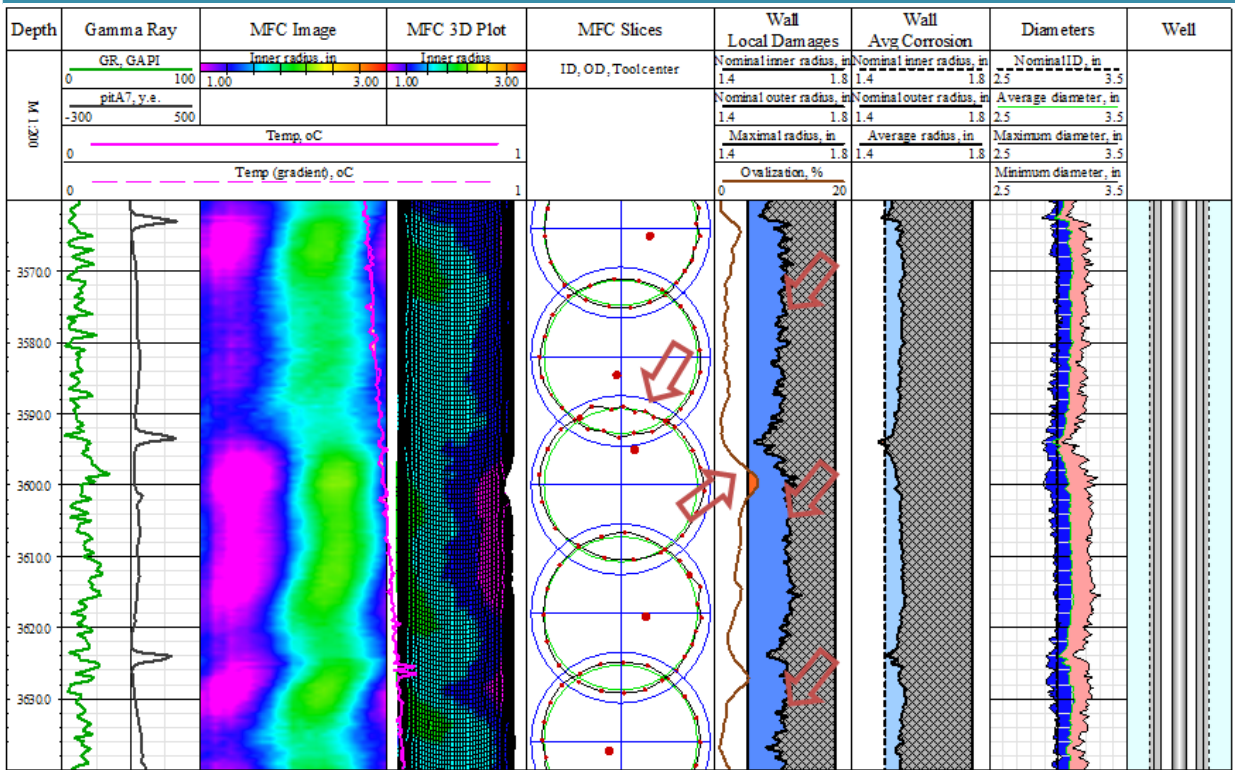 Depth Gamma Ray MFC Image MFC 3D Plot MFC Slices Wall Local Damages Wall Avg Corrosion Diameters Well
M 1:200
GR, GAPI
0 100
pitA7, y.e.
-300 500
Temp, oC
0 1
Temp (gradient), oC
0 1
Inner radius, in
1.00 3.00
Inner radius
1.00 3.00
ID, OD, Toolcenter
Nominal inner radius, in
1.4 1.8
Nominal outer radius, in
1.4 1.8
Maximal radius, in
1.4 1.8
Ovalization, %
0 20
Nominal inner radius, in
1.4 1.8
Nominal outer radius, in
1.4 1.8
Average radius, in
1.4 1.8
Nominal ID, in
2.5 3.5
Average diameter, in
2.5 3.5
Maximum diameter, in
2.5 3.5
Minimum diameter, in
2.5 3.5
3570.0
3580.0
3590.0
3600.0
3610.0
3620.0
3630.0